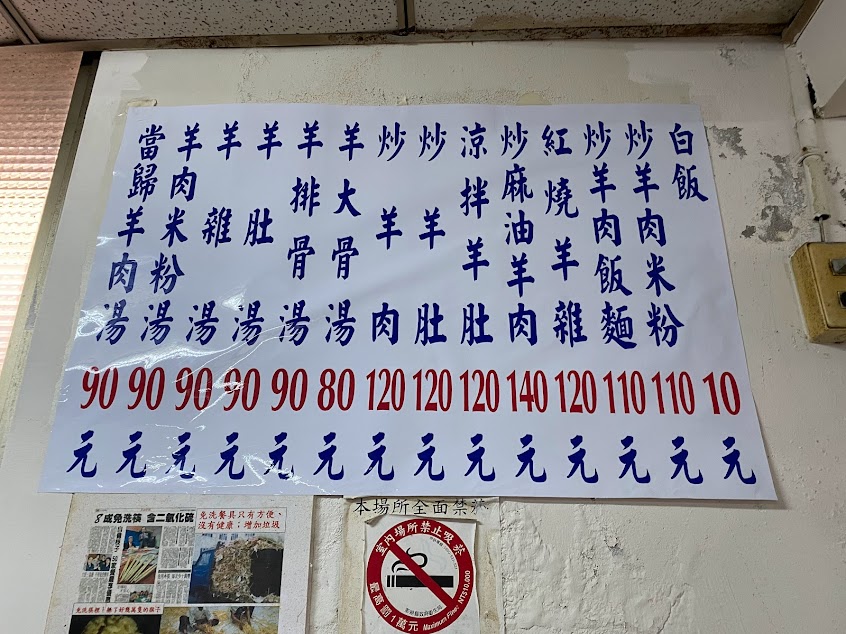 當歸羊肉湯 90元
羊肉米粉湯 90元
羊雜湯 90元
羊肚湯 90元
羊排骨湯 90元
羊大骨湯 80元
炒羊肉 120元
炒羊肚 120元
涼拌羊肚 120元
炒麻油羊肉 140元
紅燒羊雜 120元
炒羊肉飯麵 110元
炒羊肉米粉 110元
白飯 10元
8成免洗筷 含二氧化硫
免洗餐具只有方便、
沒有健康；增加垃圾
本場所全面禁菸
室內場所禁止吸菸
最高罰1萬元 Maximum Fine: NT$10,000